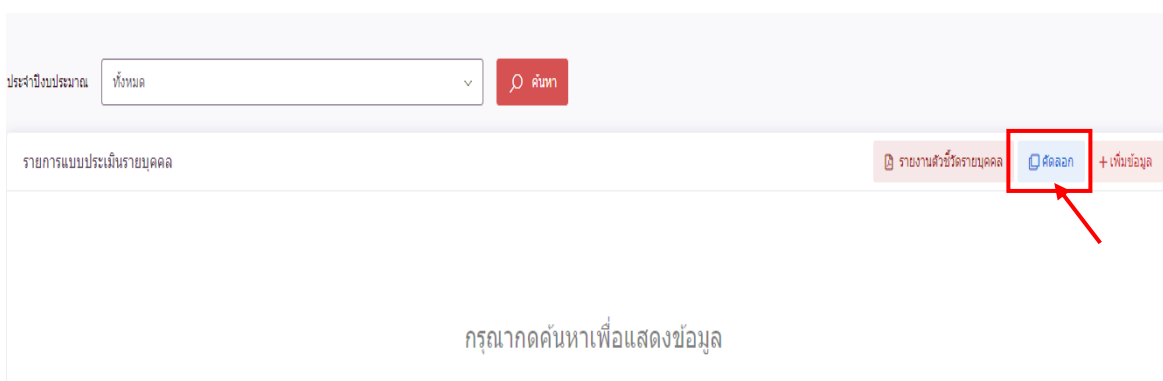 ประจำปีงบประมาณ ทั้งหมด ค้นหา
รายการแบบประเมินรายบุคคล รายงานตัวชี้วัดรายบุคคล คัดลอก +เพิ่มข้อมูล
กรุณากดค้นหาเพื่อแสดงข้อมูล